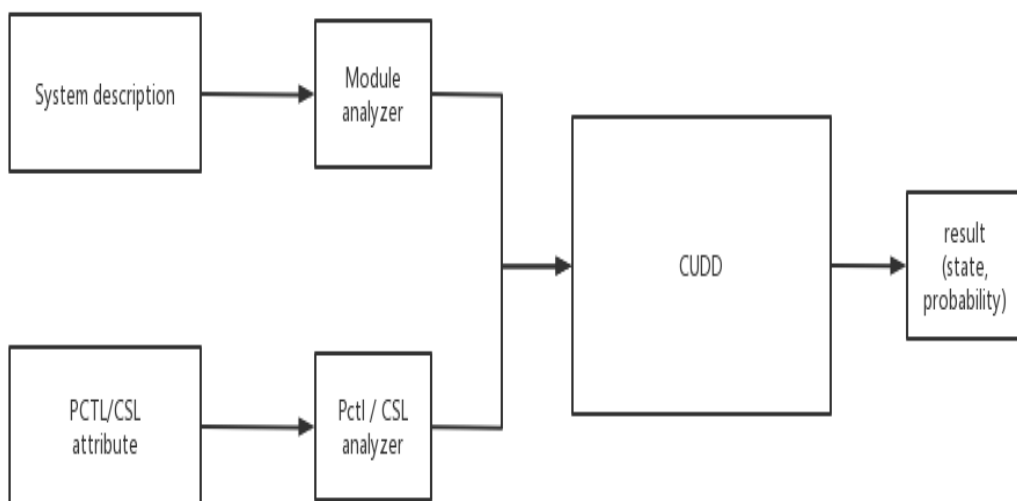 System description
Module
analyzer
CUDD
result
(state,
probability)
PCTL/CSL
attribute
Pctl / CSL
analyzer